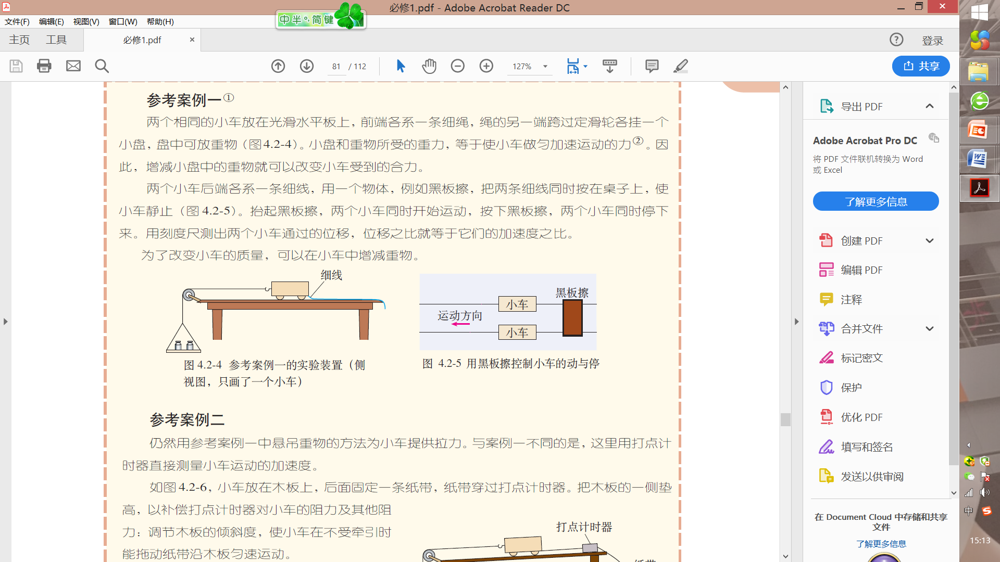 必修1.pdf - Adobe Acrobat Reader DC
文件(F) 编辑(E) 视图(V) 窗口(W) 帮助(H)
中 半 简 键
主页 工具 必修1.pdf × 登录
81 / 112 127% 共享
参考案例一①
两个相同的小车放在光滑水平板上，前端各系一条细绳，绳的另一端跨过定滑轮各挂一个
小盘，盘中可放重物（图4.2-4）。小盘和重物所受的重力，等于使小车做匀加速运动的力②。因
此，增减小盘中的重物就可以改变小车受到的合力。
两个小车后端各系一条细线，用一个物体，例如黑板擦，把两条细线同时按在桌子上，使
小车静止（图 4.2-5）。抬起黑板擦，两个小车同时开始运动，按下黑板擦，两个小车同时停下
来。用刻度尺测出两个小车通过的位移，位移之比就等于它们的加速度之比。
为了改变小车的质量，可以在小车中增减重物。
细线
黑板擦
小车
运动方向
小车
图 4.2-4 参考案例一的实验装置（侧
视图，只画了一个小车）
图 4.2-5 用黑板擦控制小车的动与停
参考案例二
仍然用参考案例一中悬吊重物的方法为小车提供拉力。与案例一不同的是，这里用打点计
时器直接测量小车运动的加速度。
如图 4.2-6，小车放在木板上，后面固定一条纸带，纸带穿过打点计时器。把木板的一侧垫
高，以补偿打点计时器对小车的阻力及其他阻
力：调节木板的倾斜度，使小车在不受牵引时
能拖动纸带沿木板匀速运动。
打点计时器
导出 PDF
Adobe Acrobat Pro DC
将 PDF 文件联机转换为 Word
或 Excel
了解更多信息
创建 PDF
编辑 PDF
注释
合并文件
标记密文
保护
优化 PDF
填写和签名
发送以供审阅
在 Document Cloud 中存储和共享
文件
了解更多信息
中
15:13